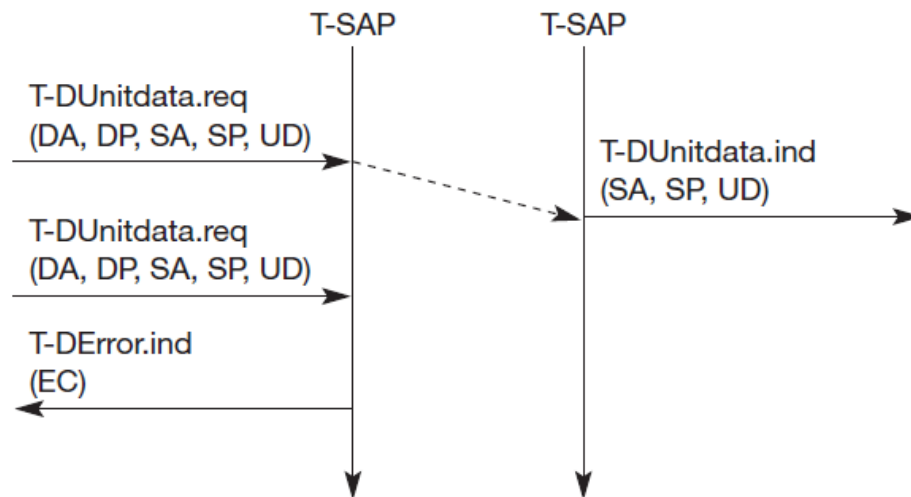 T-SAP
T-SAP
T-DUnitdata.req
(DA, DP, SA, SP, UD)
T-DUnitdata.ind
(SA, SP, UD)
T-DUnitdata.req
(DA, DP, SA, SP, UD)
T-DError.ind
(EC)